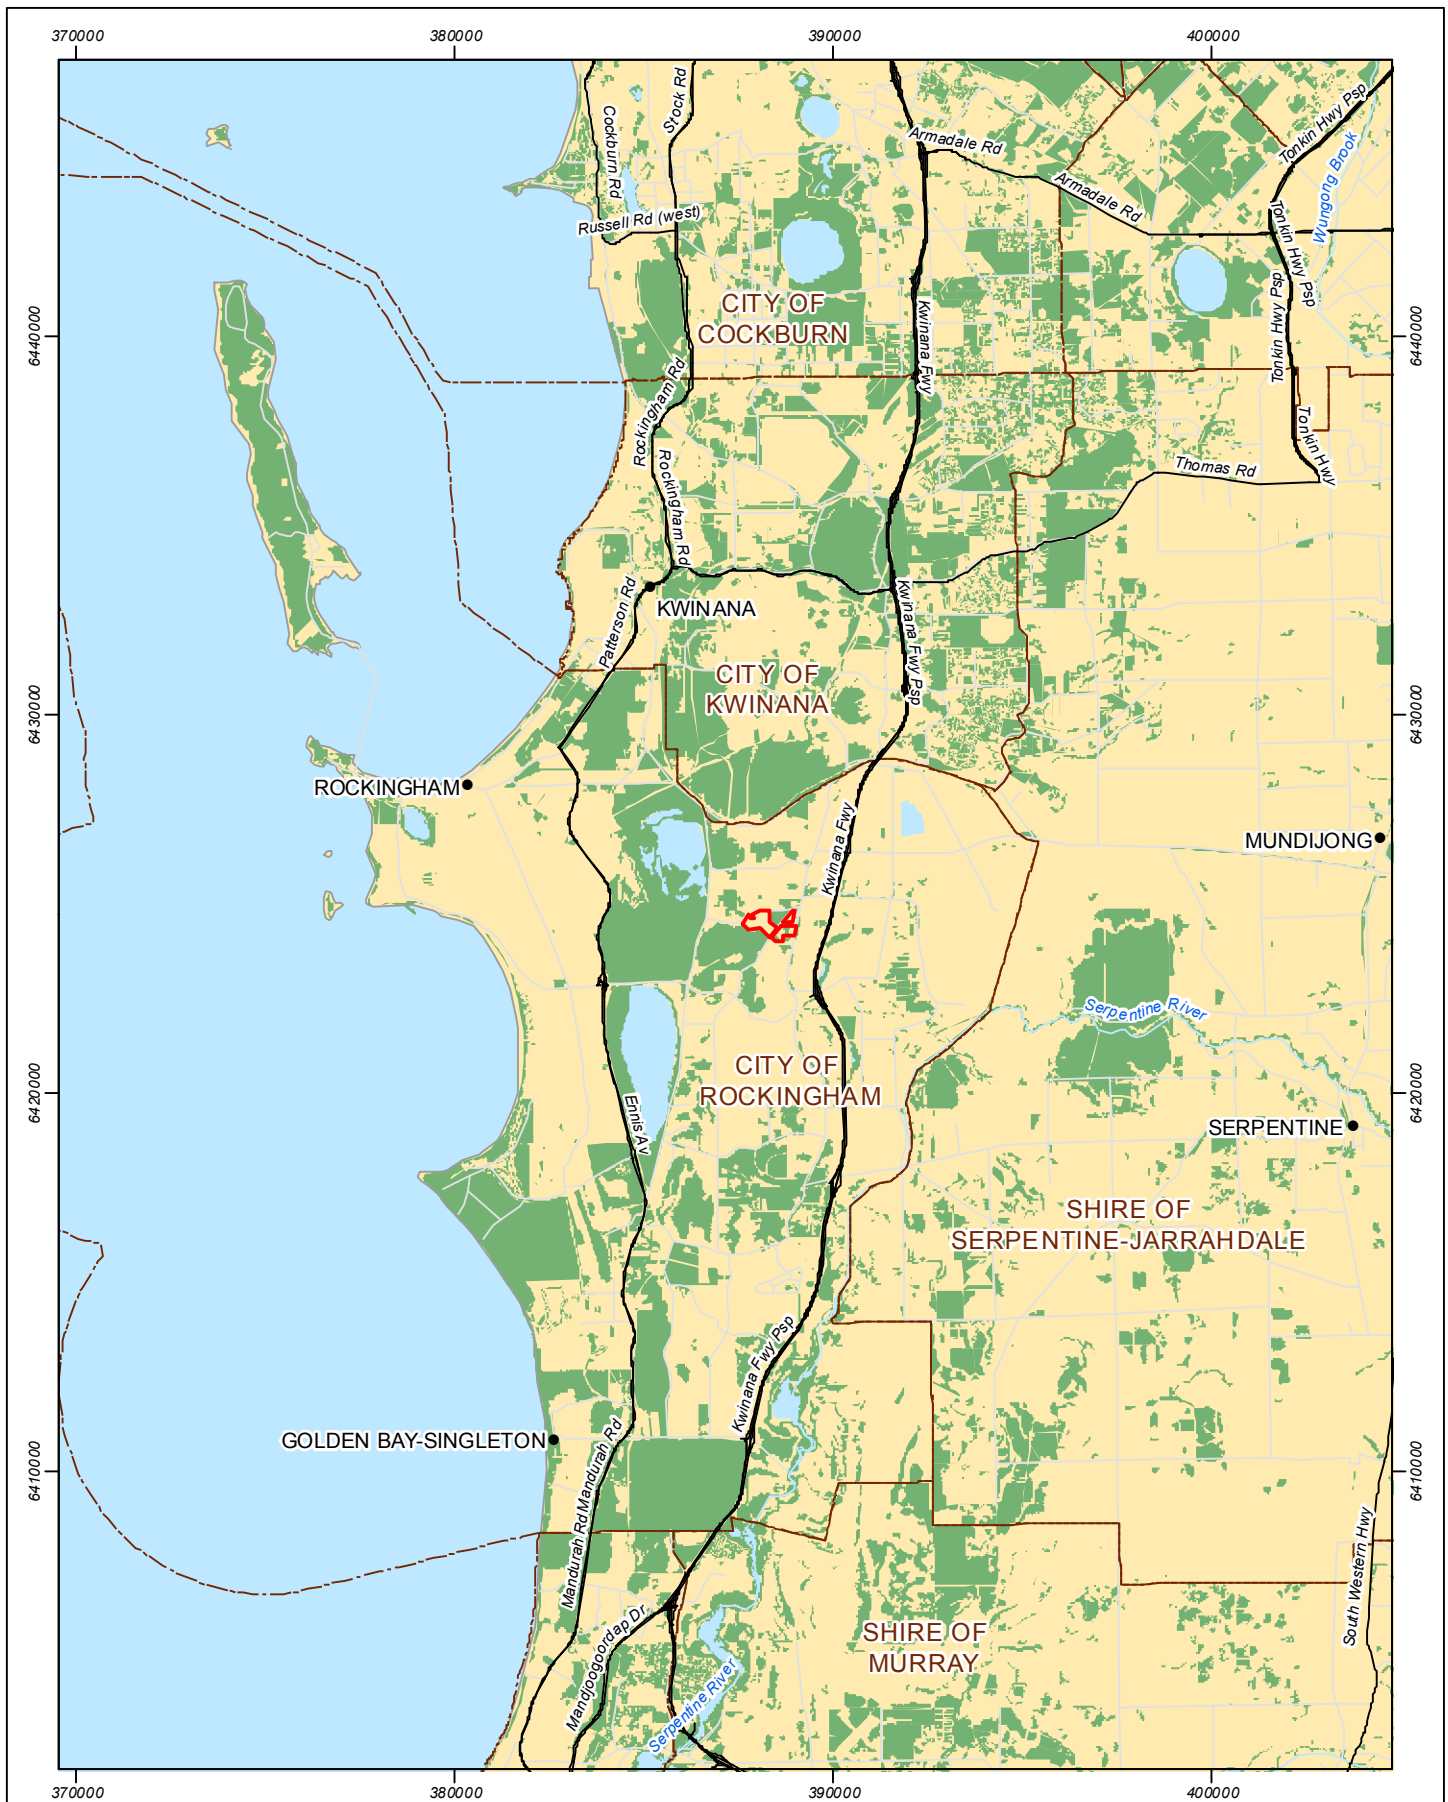 370000
380000
390000
400000
Stock Rd
Cockburn Rd
Tonkin Hwy Psp
Armadale Rd
Wungong Brook
Armadale Rd
Russell Rd (west)
Tonkin Hwy Psp
Tonkin Hwy Psp
CITY OF
COCKBURN
Kwinana Fwy
6440000
6440000
Rockingham Rd
Tonkin Hwy
Rockingham Rd
Thomas Rd
Patterson Rd
KWINANA
Kwinana Fwy Psp
CITY OF
KWINANA
6430000
6430000
ROCKINGHAM
Kwinana Fwy
MUNDIJONG
Serpentine River
CITY OF
ROCKINGHAM
6420000
6420000
Ennis Av
SERPENTINE
SHIRE OF
SERPENTINE-JARRAHDALE
Kwinana Fwy Psp
GOLDEN BAY-SINGLETON
6410000
6410000
Mandurah Rd
Mandurah Rd
South Western Hwy
Mandjoogoordap Dr
SHIRE OF
MURRAY
Serpentine River
370000
380000
390000
400000